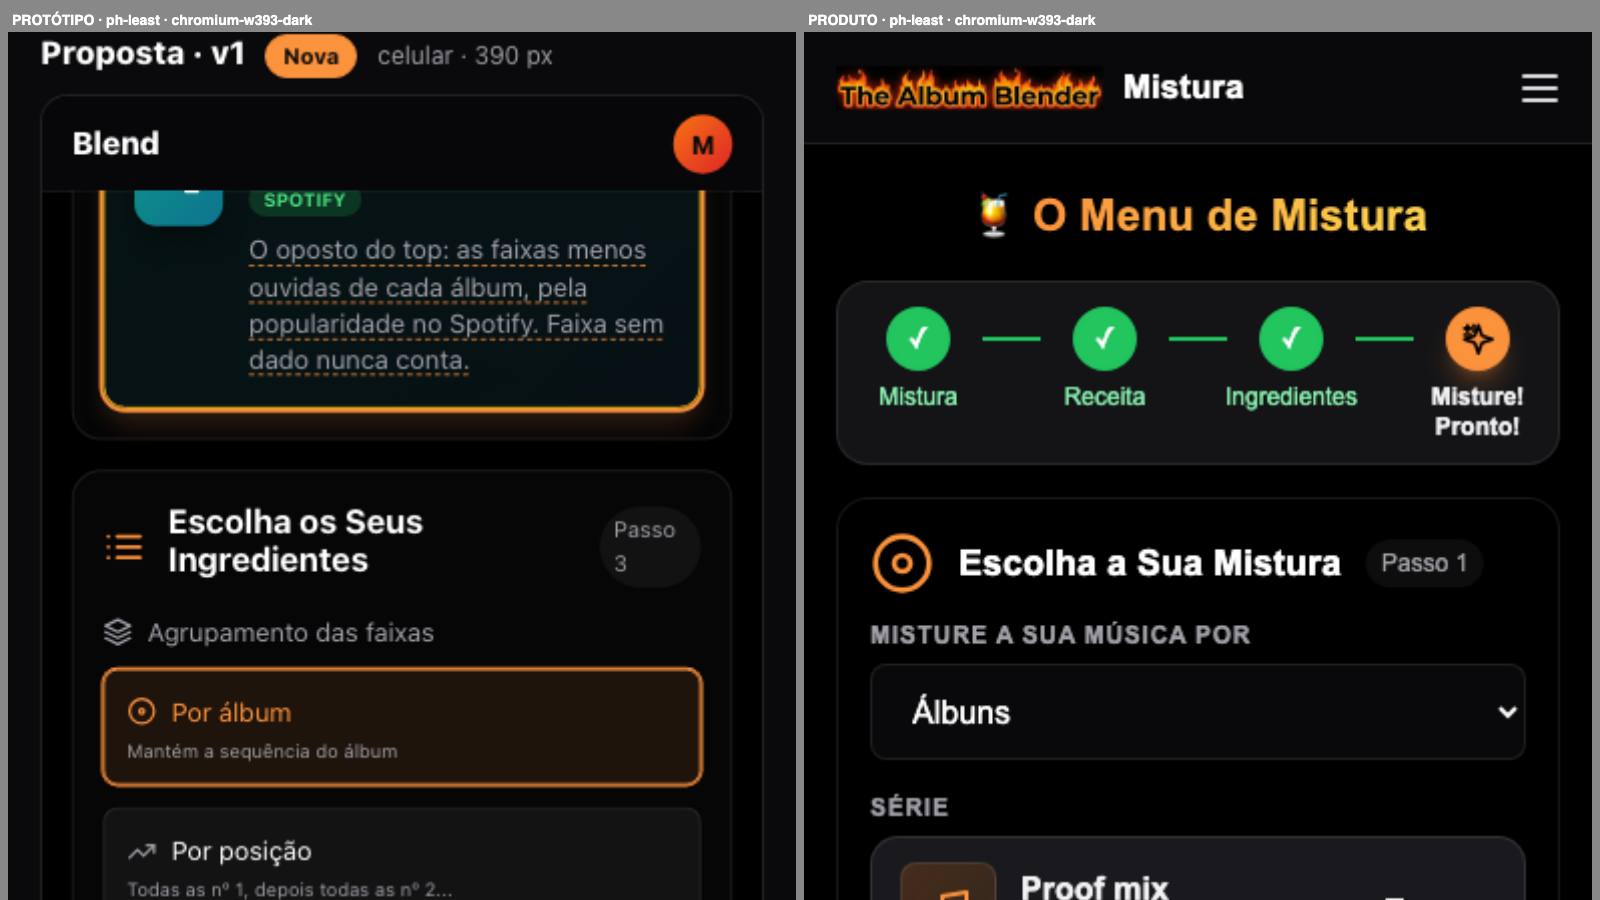 PROTÓTIPO · ph-least · chromium-w393-dark
Proposta · v1 Nova celular · 390 px
Blend M
SPOTIFY
O oposto do top: as faixas menos
ouvidas de cada álbum, pela
popularidade no Spotify. Faixa sem
dado nunca conta.
Escolha os Seus
Ingredientes
Passo
3
Agrupamento das faixas
Por álbum
Mantém a sequência do álbum
Por posição
Todas as nº 1, depois todas as nº 2...
PRODUTO · ph-least · chromium-w393-dark
The Album Blender Mistura
O Menu de Mistura
Mistura Receita Ingredientes Misture!
Pronto!
Escolha a Sua Mistura Passo 1
MISTURE A SUA MÚSICA POR
Álbuns
SÉRIE
Proof mix